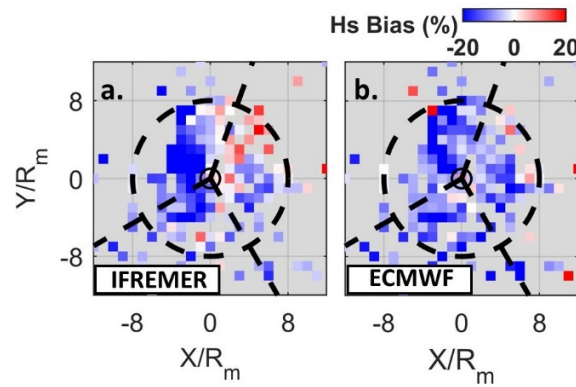 Hs Bias (%)
-20 0 20
a.
b.
8
0
-8
Y/Rm
IFREMER
ECMWF
-8 0 8
-8 0 8
X/Rm
X/Rm